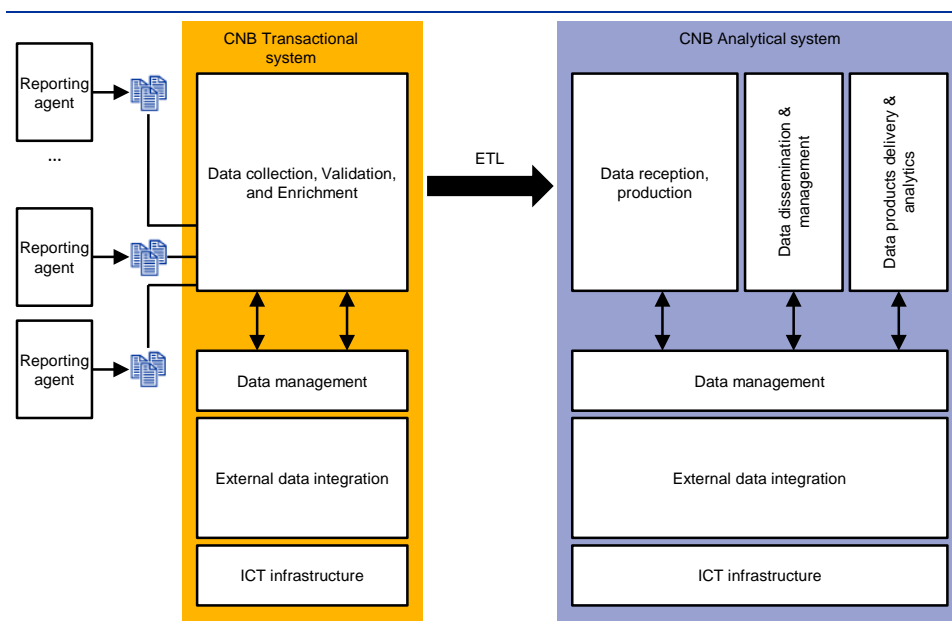 Reporting
agent
...
Reporting
agent
Reporting
agent
CNB Transactional
system
Data collection, Validation,
and Enrichment
Data management
External data integration
ICT infrastructure
ETL
CNB Analytical system
Data reception,
production
Data dissemination &
management
Data products delivery &
analytics
Data management
External data integration
ICT infrastructure